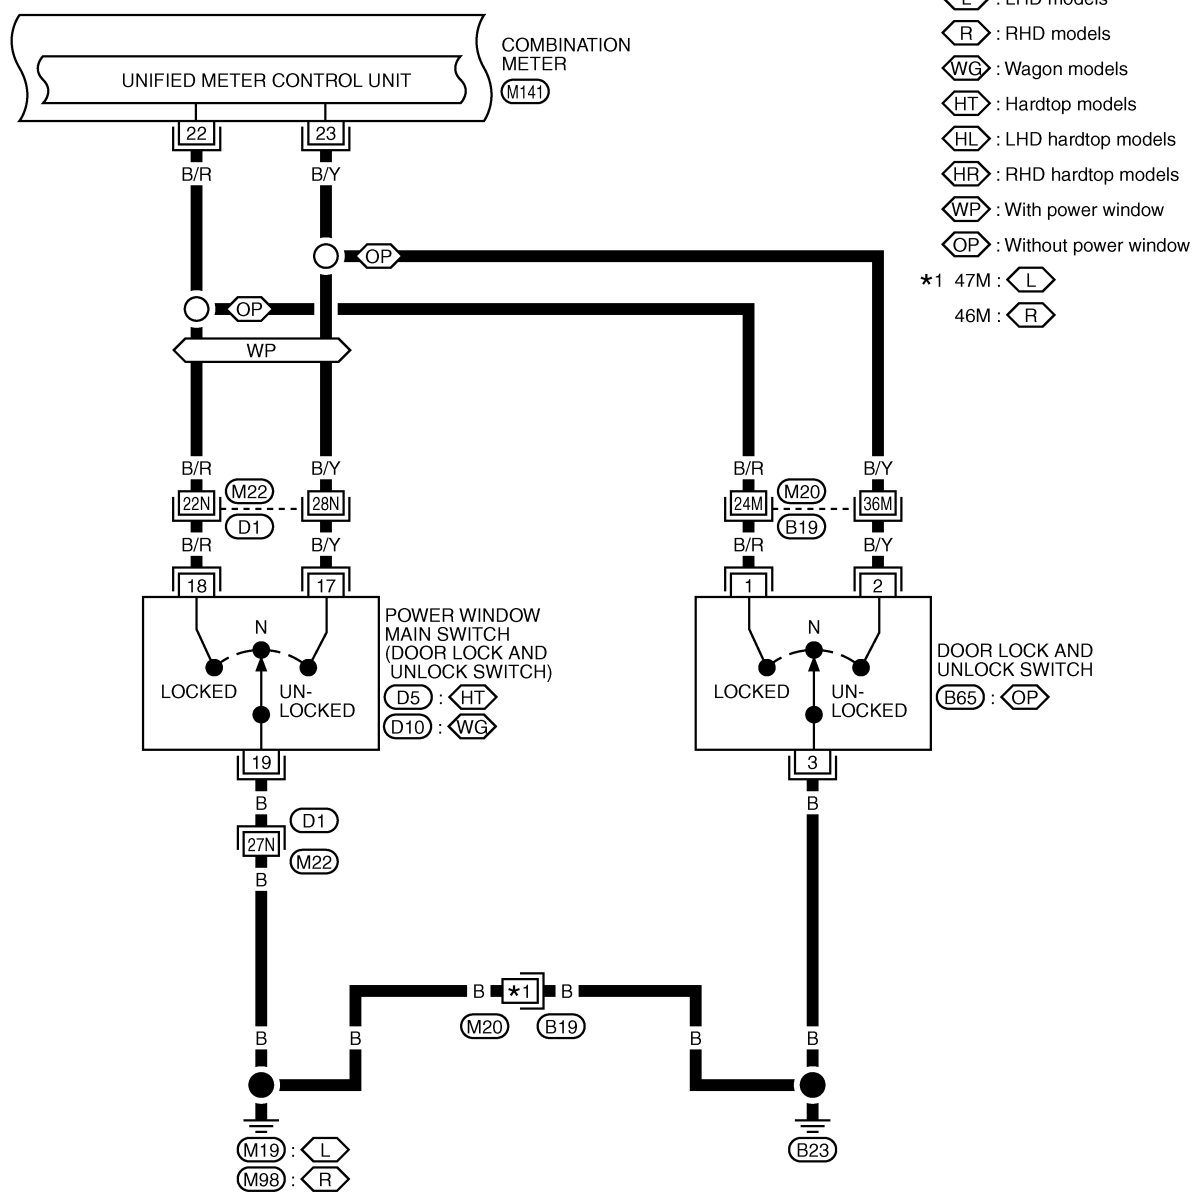 L : LHD models
R : RHD models
WG : Wagon models
HT : Hardtop models
HL : LHD hardtop models
HR : RHD hardtop models
WP : With power window
OP : Without power window
*1 47M : L
46M : R
COMBINATION
METER
M141
UNIFIED METER CONTROL UNIT
22 23
B/R B/Y
OP
OP
WP
B/R B/Y B/R B/Y
22N M22 28N 24M M20 36M
D1 B19
B/R B/Y B/R B/Y
18 17 1 2
POWER WINDOW
MAIN SWITCH
(DOOR LOCK AND
UNLOCK SWITCH)
D5 : HT
D10 : WG
N
LOCKED
UN-
LOCKED
N
LOCKED
UN-
LOCKED
DOOR LOCK AND
UNLOCK SWITCH
B65 : OP
19 3
B B
D1
27N
M22
B
B *1 B
M20 B19
B B B B
M19 : L
M98 : R
B23